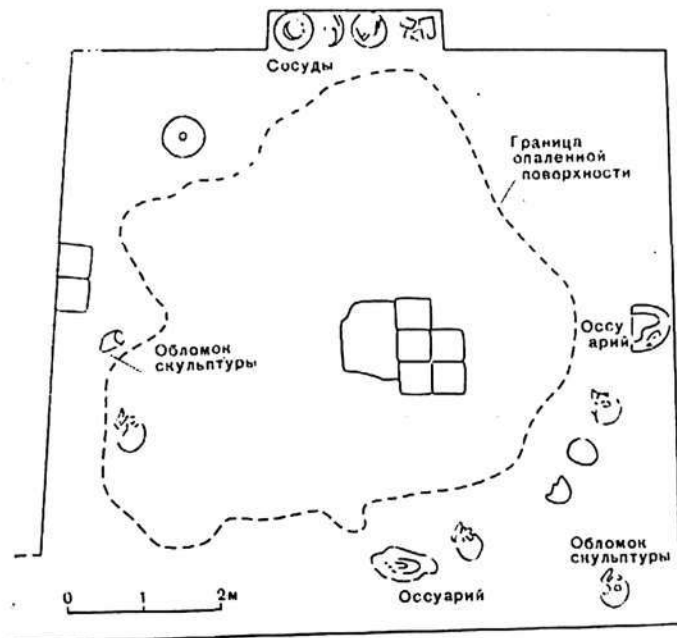 Сосуды
Граница
опаленной
поверхности
Оссу
арий
Обломок
скульптуры
Обломок
скульптуры
Оссуарий
0 1 2м